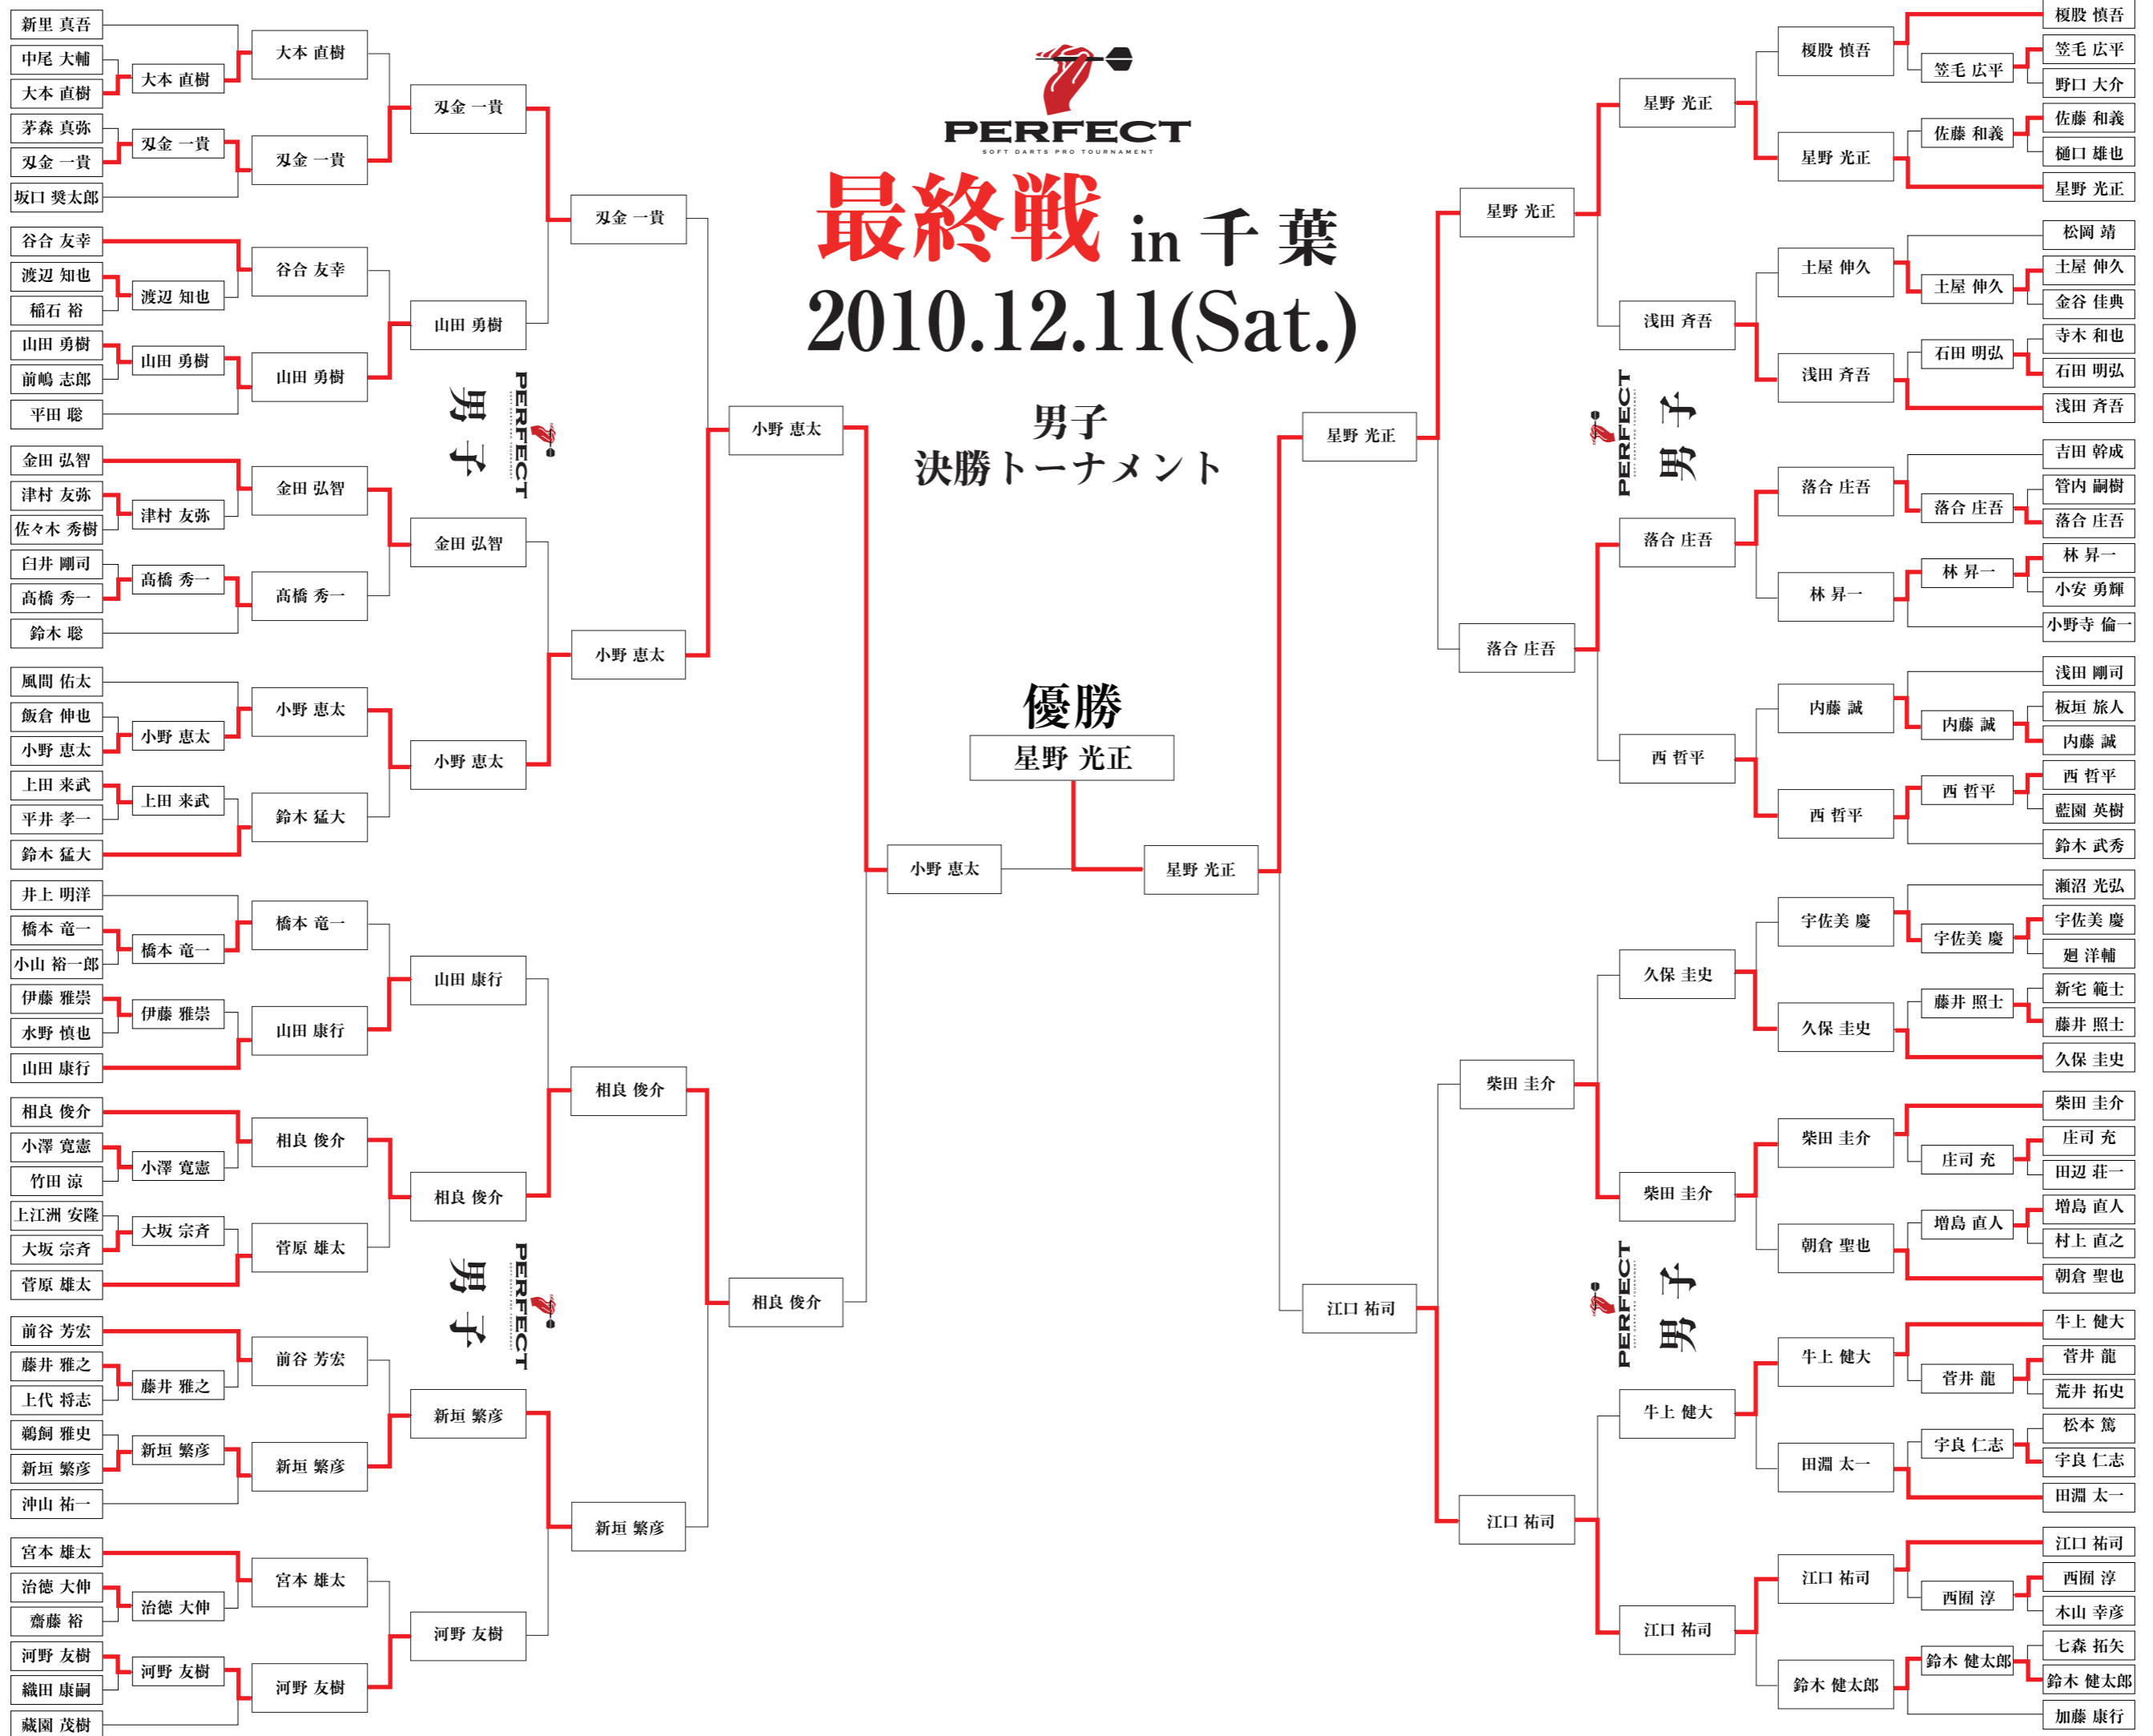 PERFECT
SOFT DARTS PRO TOURNAMENT
最終戦 in 千葉
2010.12.11(Sat.)
男子
決勝トーナメント
優勝
星野 光正
新里 真吾
中尾 大輔
大本 直樹
茅森 真弥
刄金 一貴
坂口 奨太郎
谷合 友幸
渡辺 知也
稲石 裕
山田 勇樹
前嶋 志郎
平田 聡
金田 弘智
津村 友弥
佐々木 秀樹
臼井 剛司
髙橋 秀一
鈴木 聡
風間 佑太
飯倉 伸也
小野 恵太
上田 来武
平井 孝一
鈴木 猛大
井上 明洋
橋本 竜一
小山 裕一郎
伊藤 雅崇
水野 慎也
山田 康行
相良 俊介
小澤 寛憲
竹田 涼
上江洲 安隆
大坂 宗斉
菅原 雄太
前谷 芳宏
藤井 雅之
上代 将志
鵜飼 雅史
新垣 繁彦
沖山 祐一
宮本 雄太
治徳 大伸
齋藤 裕
河野 友樹
織田 康嗣
蔵園 茂樹
大本 直樹
刄金 一貴
渡辺 知也
山田 勇樹
津村 友弥
髙橋 秀一
小野 恵太
上田 来武
橋本 竜一
伊藤 雅崇
小澤 寛憲
大坂 宗斉
藤井 雅之
新垣 繁彦
治徳 大伸
河野 友樹
大本 直樹
刄金 一貴
谷合 友幸
山田 勇樹
金田 弘智
髙橋 秀一
小野 恵太
鈴木 猛大
橋本 竜一
山田 康行
相良 俊介
菅原 雄太
前谷 芳宏
新垣 繁彦
宮本 雄太
河野 友樹
刄金 一貴
山田 勇樹
男子
PERFECT
金田 弘智
小野 恵太
山田 康行
相良 俊介
男子
PERFECT
新垣 繁彦
河野 友樹
刄金 一貴
小野 恵太
相良 俊介
新垣 繁彦
小野 恵太
相良 俊介
小野 恵太
星野 光正
星野 光正
江口 祐司
星野 光正
落合 庄吾
柴田 圭介
江口 祐司
星野 光正
浅田 斉吾
男子
PERFECT
落合 庄吾
西 哲平
久保 圭史
柴田 圭介
男子
PERFECT
牛上 健大
江口 祐司
榎股 慎吾
星野 光正
土屋 伸久
浅田 斉吾
落合 庄吾
林 昇一
内藤 誠
西 哲平
宇佐美 慶
久保 圭史
柴田 圭介
朝倉 聖也
牛上 健大
田淵 太一
江口 祐司
鈴木 健太郎
笠毛 広平
佐藤 和義
土屋 伸久
石田 明弘
落合 庄吾
林 昇一
内藤 誠
西 哲平
宇佐美 慶
藤井 照士
庄司 充
増島 直人
菅井 龍
宇良 仁志
西囿 淳
鈴木 健太郎
榎股 慎吾
笠毛 広平
野口 大介
佐藤 和義
樋口 雄也
星野 光正
松岡 靖
土屋 伸久
金谷 佳典
寺木 和也
石田 明弘
浅田 斉吾
吉田 幹成
管内 嗣樹
落合 庄吾
林 昇一
小安 勇輝
小野寺 倫一
浅田 剛司
板垣 旅人
内藤 誠
西 哲平
藍園 英樹
鈴木 武秀
瀬沼 光弘
宇佐美 慶
廻 洋輔
新宅 範士
藤井 照士
久保 圭史
柴田 圭介
庄司 充
田辺 荘一
増島 直人
村上 直之
朝倉 聖也
牛上 健大
菅井 龍
荒井 拓史
松本 篤
宇良 仁志
田淵 太一
江口 祐司
西囿 淳
木山 幸彦
七森 拓矢
鈴木 健太郎
加藤 康行